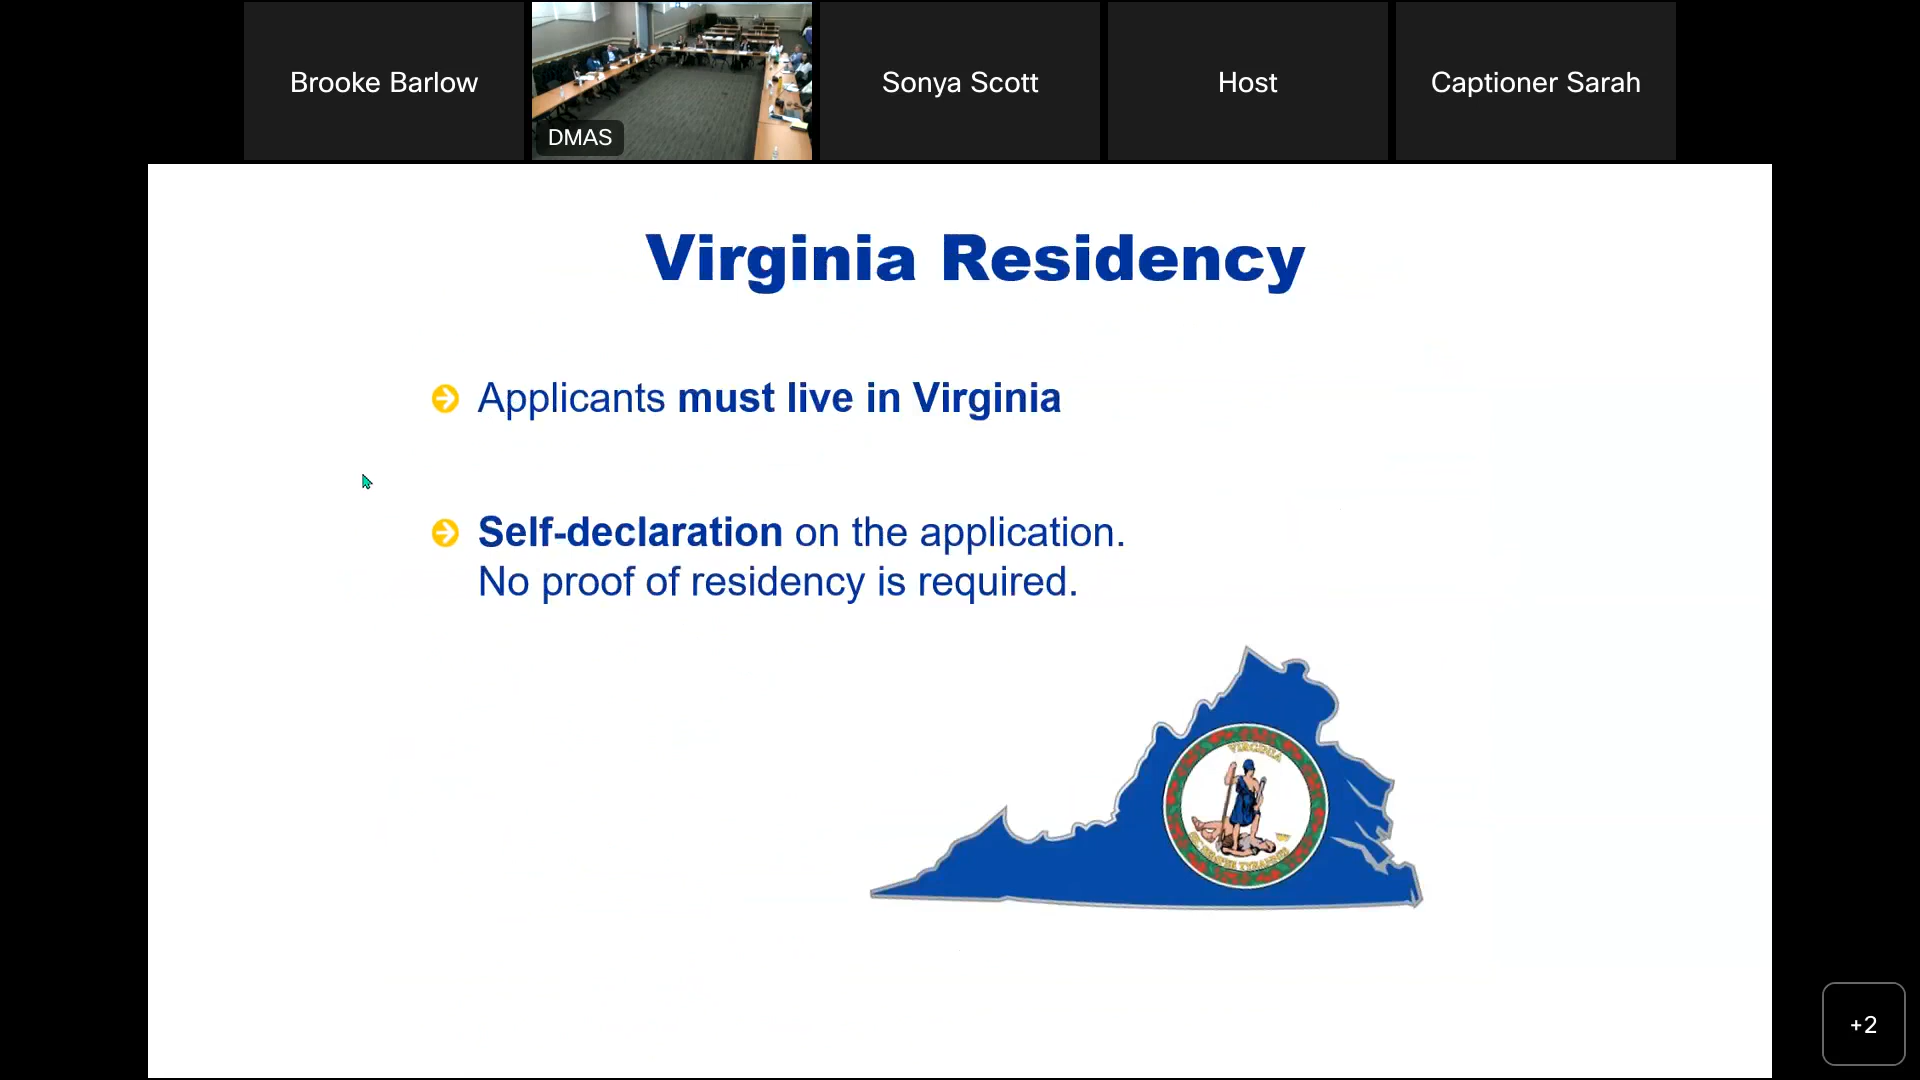 Brooke Barlow
DMAS
Sonya Scott
Host
Captioner Sarah
Virginia Residency
Applicants must live in Virginia
Self-declaration on the application.
No proof of residency is required.
VIRGINIA
+2